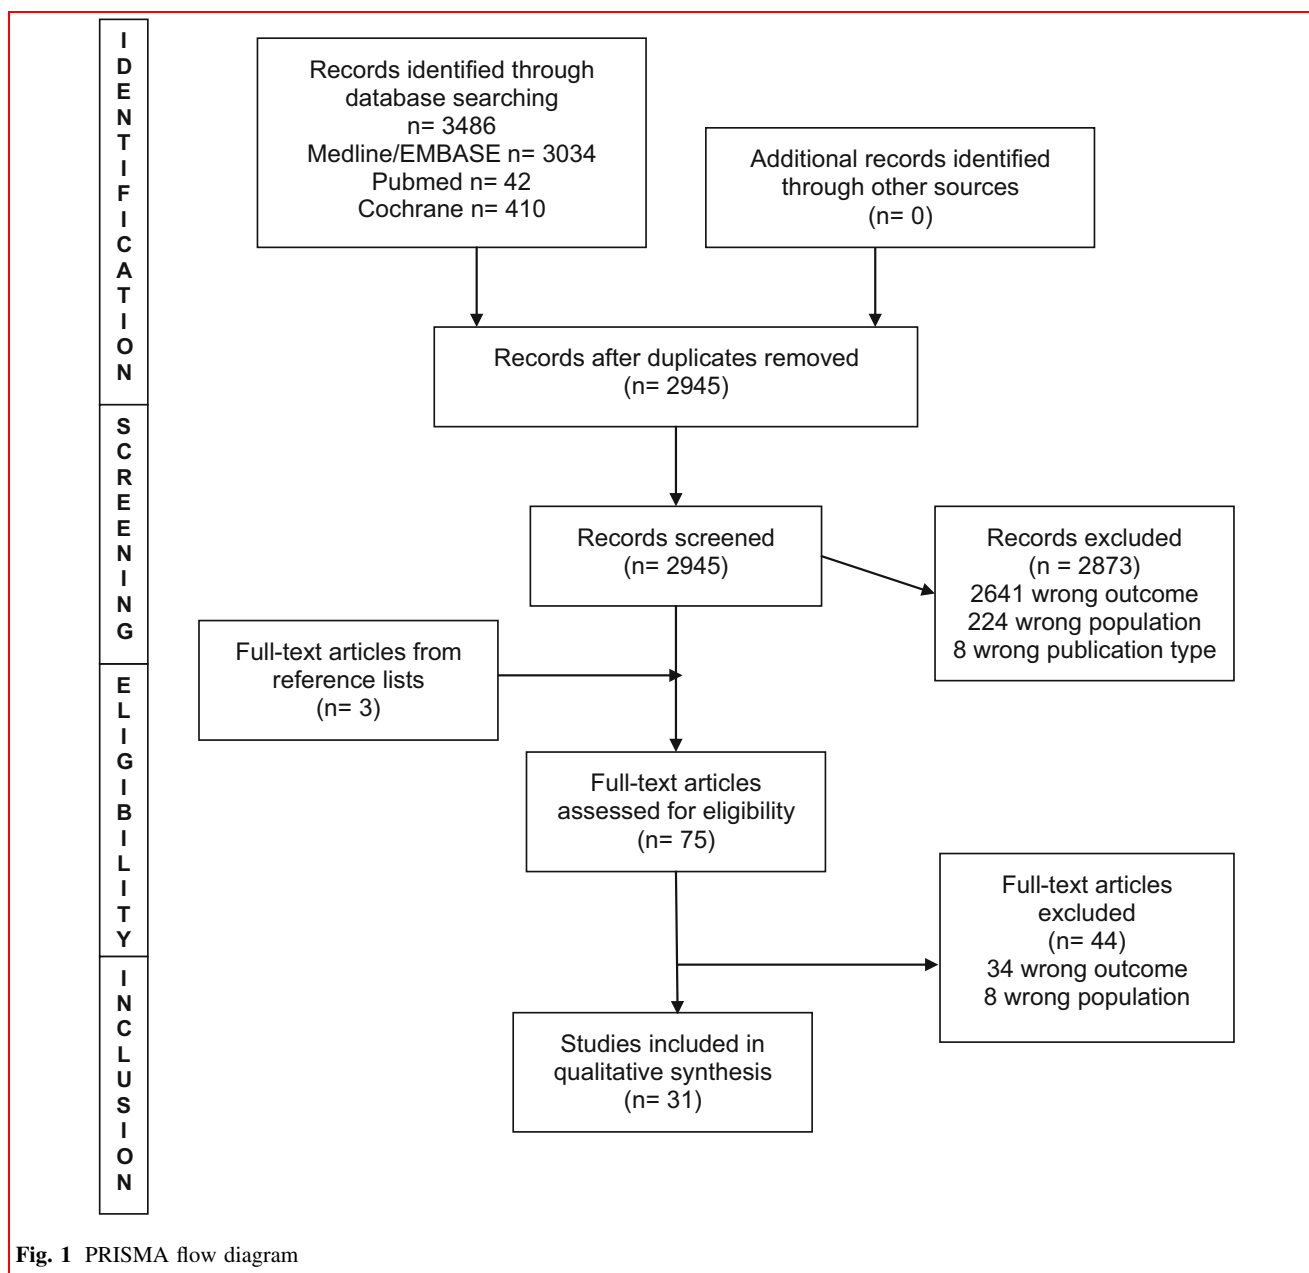 IDENTIFICATION
Records identified through
database searching
n= 3486
Medline/EMBASE n= 3034
Pubmed n= 42
Cochrane n= 410
Additional records identified
through other sources
(n= 0)
Records after duplicates removed
(n= 2945)
SCREENING
Records screened
(n= 2945)
Records excluded
(n = 2873)
2641 wrong outcome
224 wrong population
8 wrong publication type
Full-text articles from
reference lists
(n= 3)
ELIGIBILITY
Full-text articles
assessed for eligibility
(n= 75)
Full-text articles
excluded
(n= 44)
34 wrong outcome
8 wrong population
INCLUSION
Studies included in
qualitative synthesis
(n= 31)
Fig. 1 PRISMA flow diagram